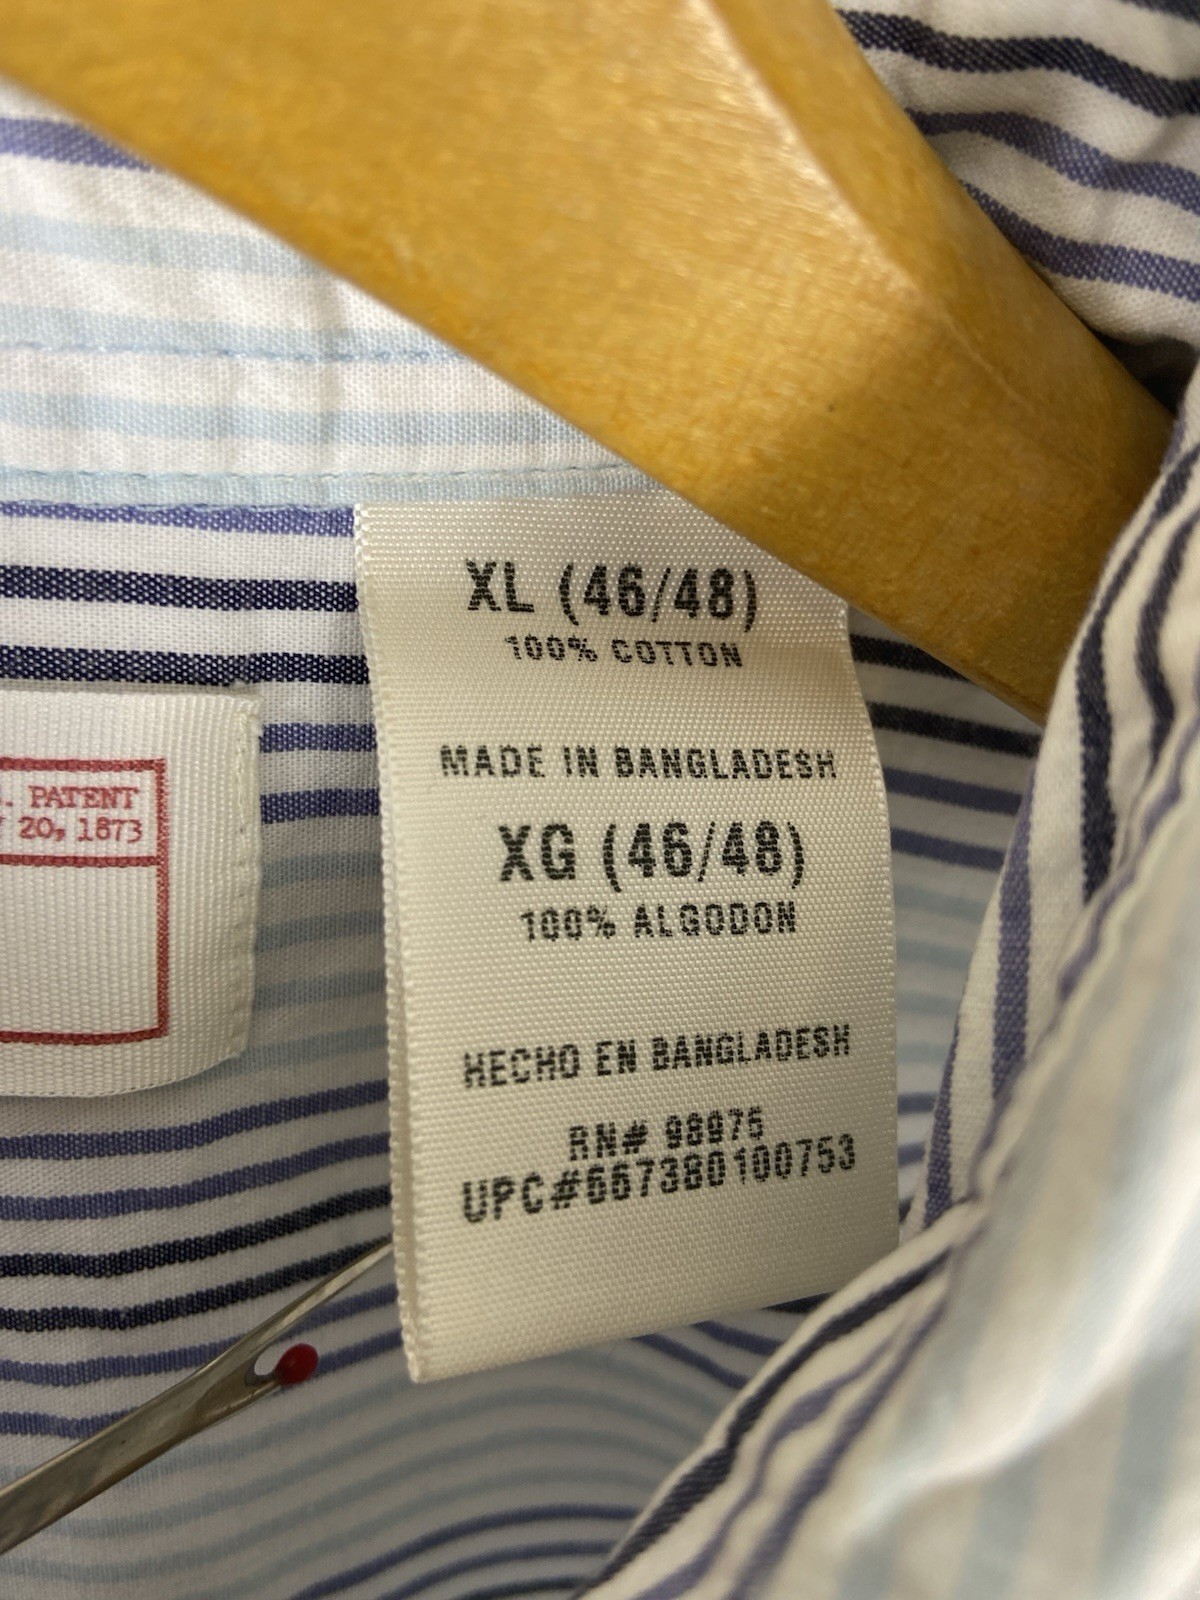 XL (46/48)
100% COTTON
MADE IN BANGLADESH
XG (46/48)
100% ALGODON
HECHO EN BANGLADESH
RN# 98975
UPC#667380100753
. PATENT
20, 1873